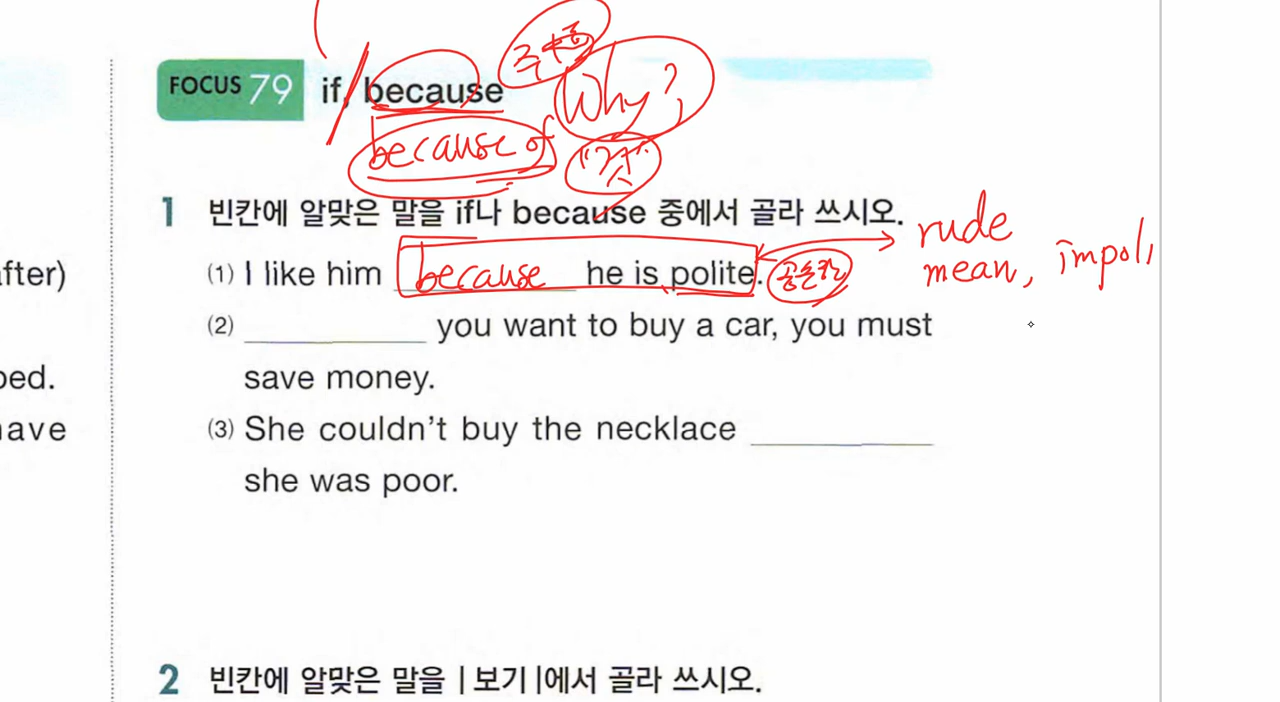 FOCUS 79 if, because
Why?
because of
"것"
1 빈칸에 알맞은 말을 if나 because 중에서 골라 쓰시오.
rude
mean, impoli
(1) I like him because he is polite. 공손한
(2) you want to buy a car, you must
save money.
(3) She couldn't buy the necklace
she was poor.
fter)
ped.
ave
2 빈칸에 알맞은 말을 | 보기 |에서 골라 쓰시오.